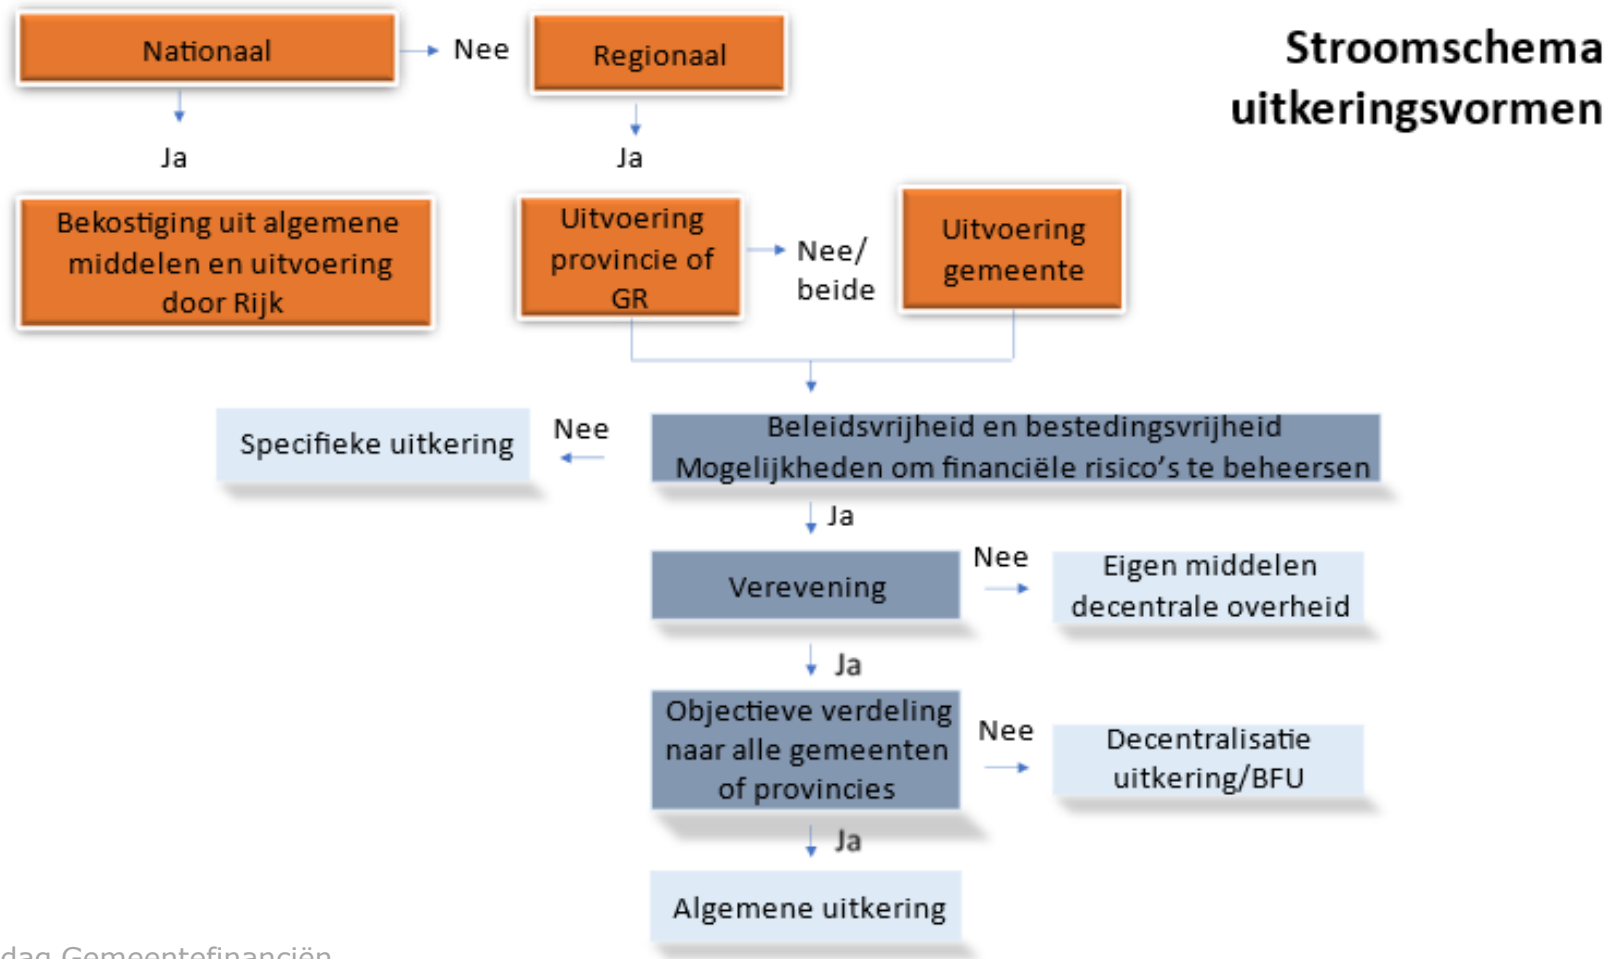 Stroomschema
uitkeringsvormen
Nationaal
Nee
Regionaal
Ja
Ja
Bekostiging uit algemene
middelen en uitvoering
door Rijk
Uitvoering
provincie of
GR
Nee/
beide
Uitvoering
gemeente
Specifieke uitkering
Nee
Beleidsvrijheid en bestedingsvrijheid
Mogelijkheden om financiële risico's te beheersen
Ja
Verevening
Nee
Eigen middelen
decentrale overheid
Ja
Objectieve verdeling
naar alle gemeenten
of provincies
Nee
Decentralisatie
uitkering/BFU
Ja
Algemene uitkering
dag Gemeentefinanciën